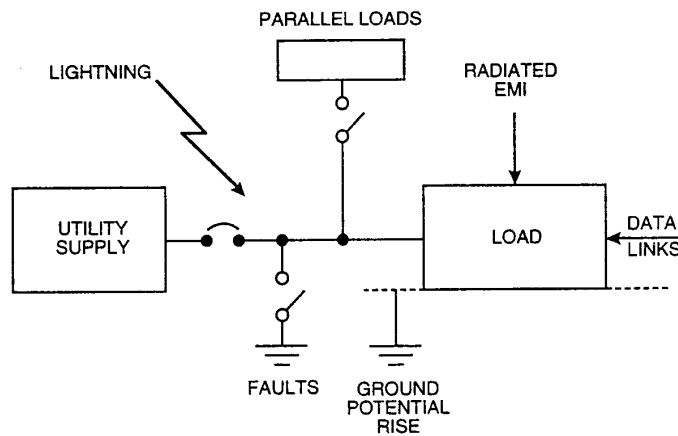 PARALLEL LOADS
LIGHTNING
RADIATED
EMI
UTILITY
SUPPLY
LOAD
DATA
LINKS
FAULTS
GROUND
POTENTIAL
RISE